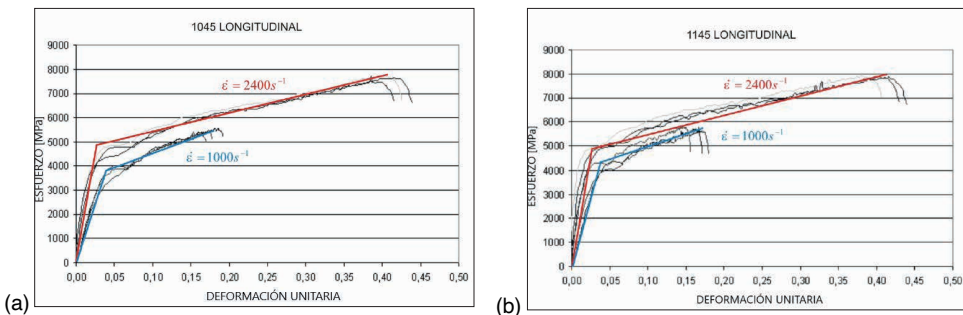 1045 LONGITUDINAL
ESFUERZO [MPa]
9000
8000
7000
6000
5000
4000
3000
2000
1000
0
ε̇ = 2400s⁻¹
ε̇ = 1000s⁻¹
0,00 0,05 0,10 0,15 0,20 0,25 0,30 0,35 0,40 0,45 0,50
DEFORMACIÓN UNITARIA
(a)
1145 LONGITUDINAL
ESFUERZO [MPa]
9000
8000
7000
6000
5000
4000
3000
2000
1000
0
ε̇ = 2400s⁻¹
ε̇ = 1000s⁻¹
0,00 0,05 0,10 0,15 0,20 0,25 0,30 0,35 0,40 0,45 0,50
DEFORMACIÓN UNITARIA
(b)